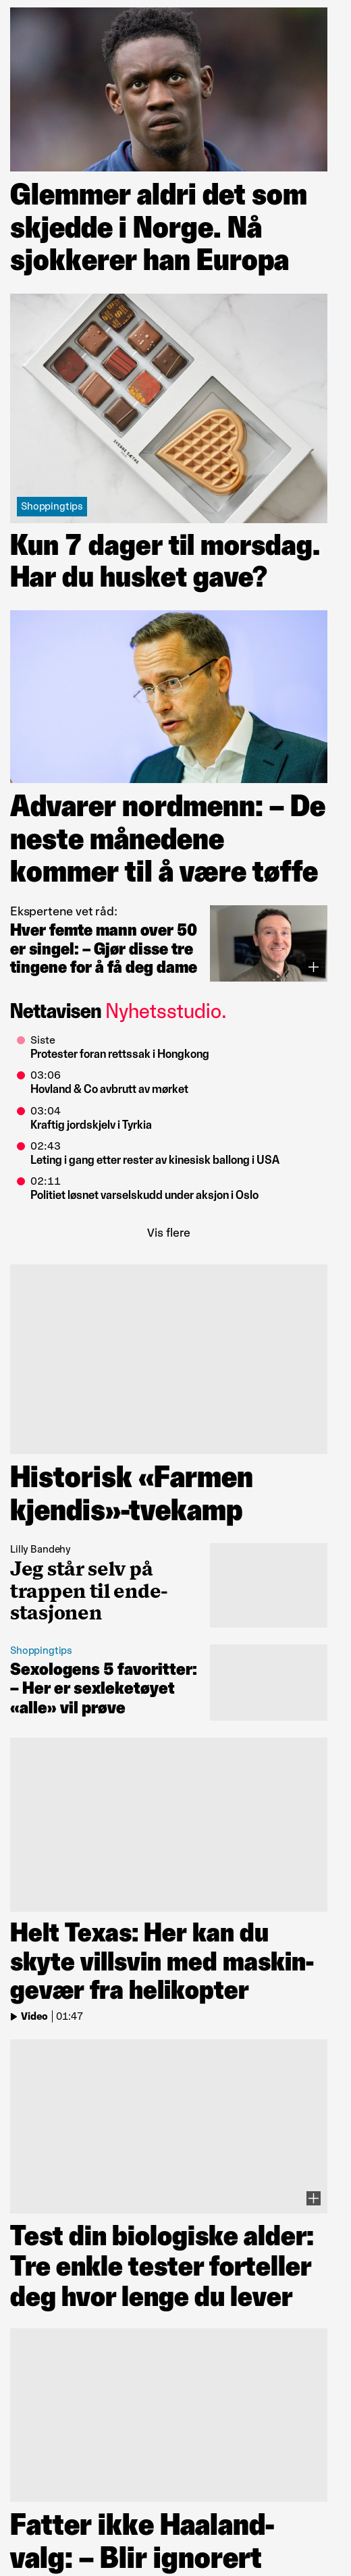 Glemmer aldri det som
skjedde i Norge. Nå
sjokkerer han Europa
Shoppingtips
Kun 7 dager til morsdag.
Har du husket gave?
Advarer nordmenn: – De
neste månedene
kommer til å være tøffe
Ekspertene vet råd:
Hver femte mann over 50
er singel: – Gjør disse tre
tingene for å få deg dame
Nettavisen Nyhetsstudio.
Siste
Protester foran rettssak i Hongkong
03:06
Hovland & Co avbrutt av mørket
03:04
Kraftig jordskjelv i Tyrkia
02:43
Leting i gang etter rester av kinesisk ballong i USA
02:11
Politiet løsnet varselskudd under aksjon i Oslo
Vis flere
Historisk «Farmen
kjendis»-tvekamp
Lilly Bandehy
Jeg står selv på
trappen til ende-
stasjonen
Shoppingtips
Sexologens 5 favoritter:
– Her er sexleketøyet
«alle» vil prøve
Helt Texas: Her kan du
skyte villsvin med maskin-
gevær fra helikopter
Video | 01:47
Test din biologiske alder:
Tre enkle tester forteller
deg hvor lenge du lever
Fatter ikke Haaland-
valg: – Blir ignorert